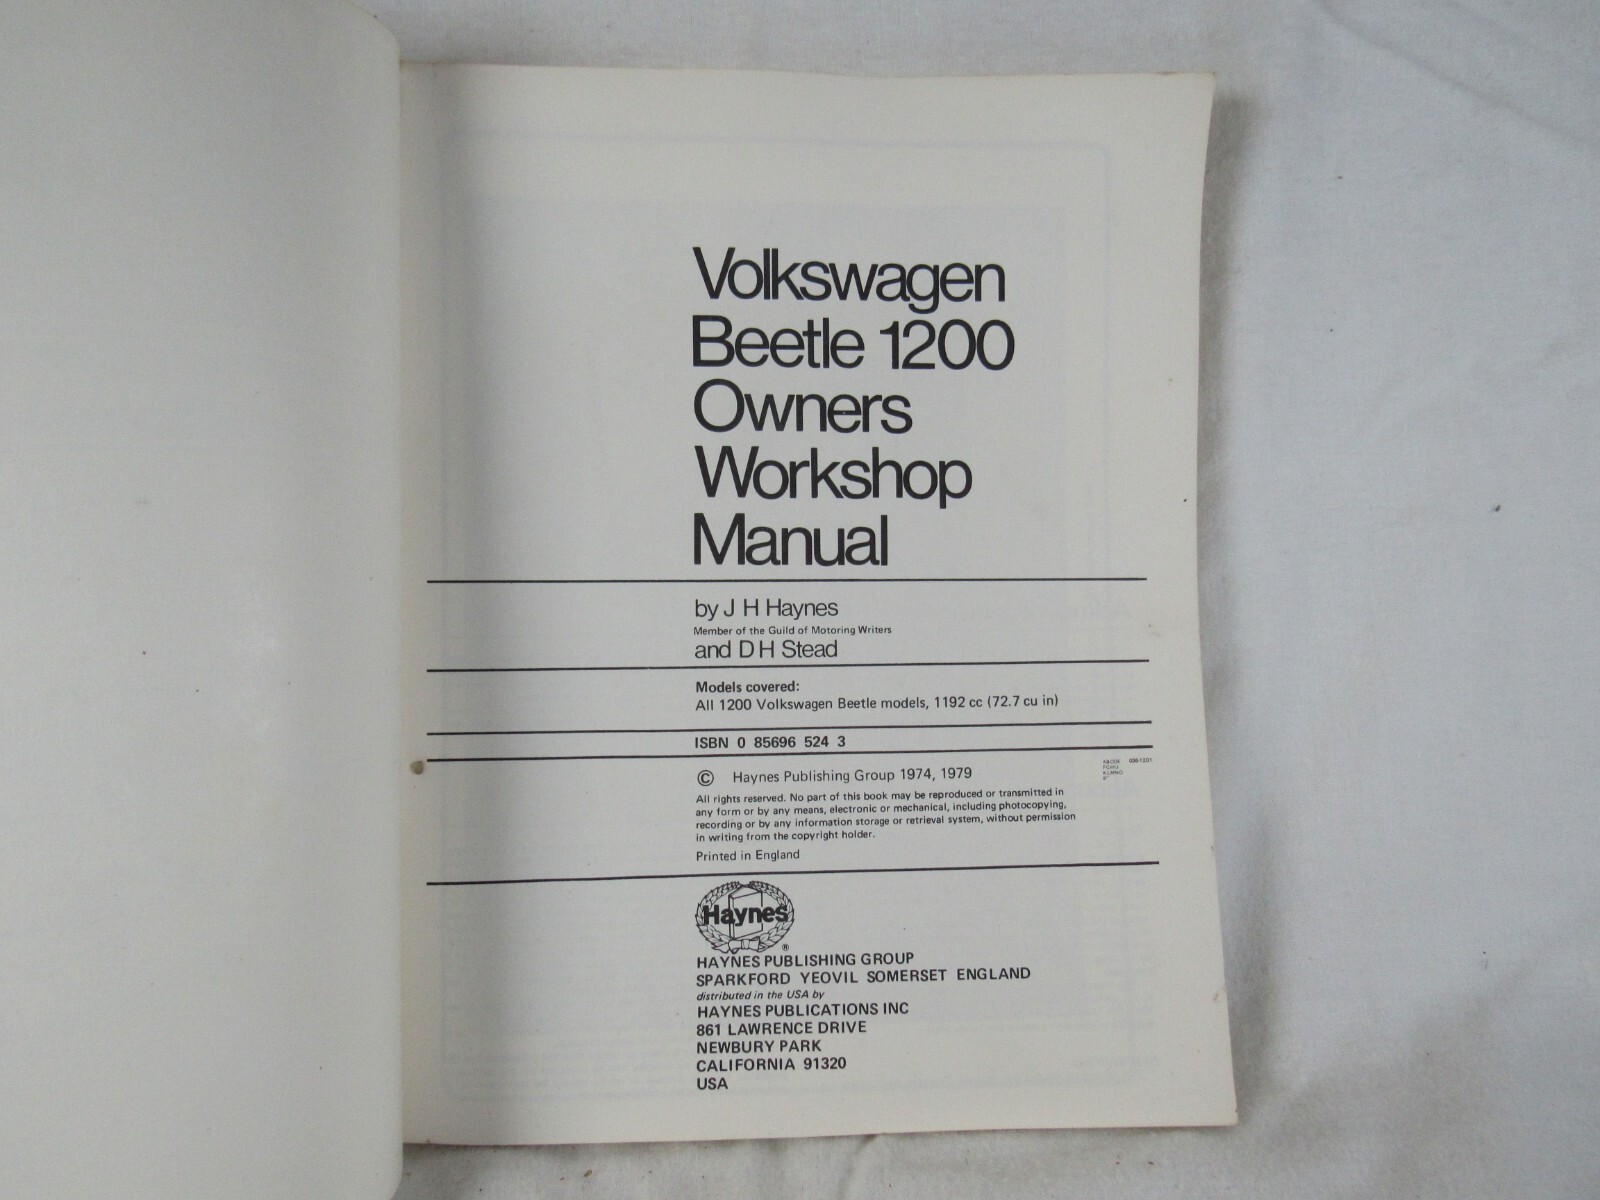 Volkswagen
Beetle 1200
Owners
Workshop
Manual
by J H Haynes
Member of the Guild of Motoring Writers
and D H Stead
Models covered:
All 1200 Volkswagen Beetle models, 1192 cc (72.7 cu in)
ISBN 0 85696 524 3
© Haynes Publishing Group 1974, 1979
All rights reserved. No part of this book may be reproduced or transmitted in
any form or by any means, electronic or mechanical, including photocopying,
recording or by any information storage or retrieval system, without permission
in writing from the copyright holder.
Printed in England
Haynes
®
HAYNES PUBLISHING GROUP
SPARKFORD YEOVIL SOMERSET ENGLAND
distributed in the USA by
HAYNES PUBLICATIONS INC
861 LAWRENCE DRIVE
NEWBURY PARK
CALIFORNIA 91320
USA